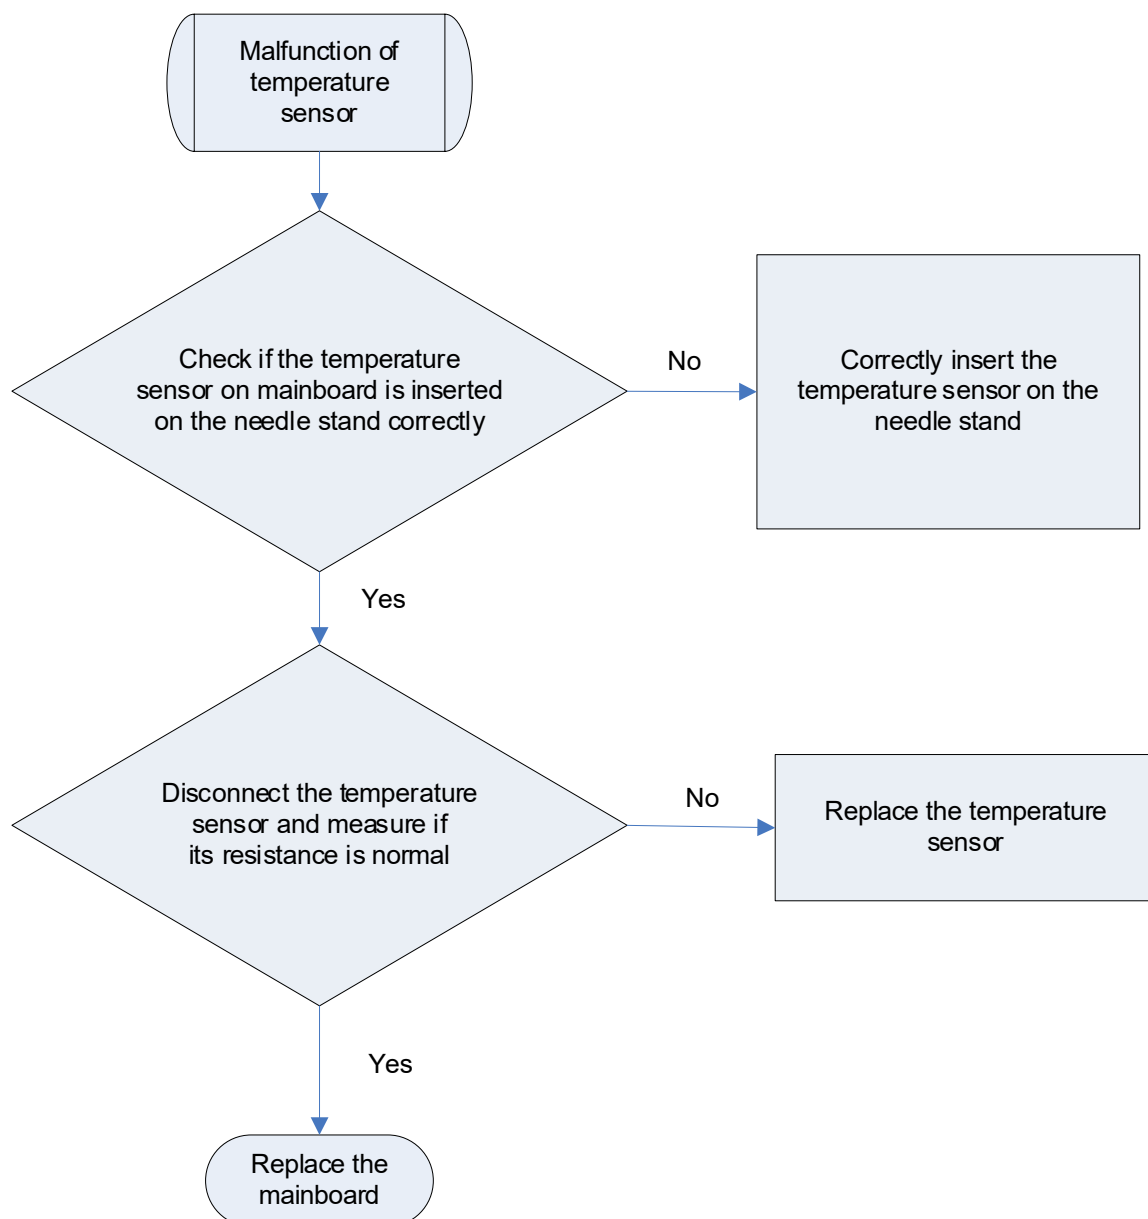 Malfunction of
temperature
sensor
Check if the temperature
sensor on mainboard is inserted
on the needle stand correctly
No
Correctly insert the
temperature sensor on the
needle stand
Yes
Disconnect the temperature
sensor and measure if
its resistance is normal
No
Replace the temperature
sensor
Yes
Replace the
mainboard